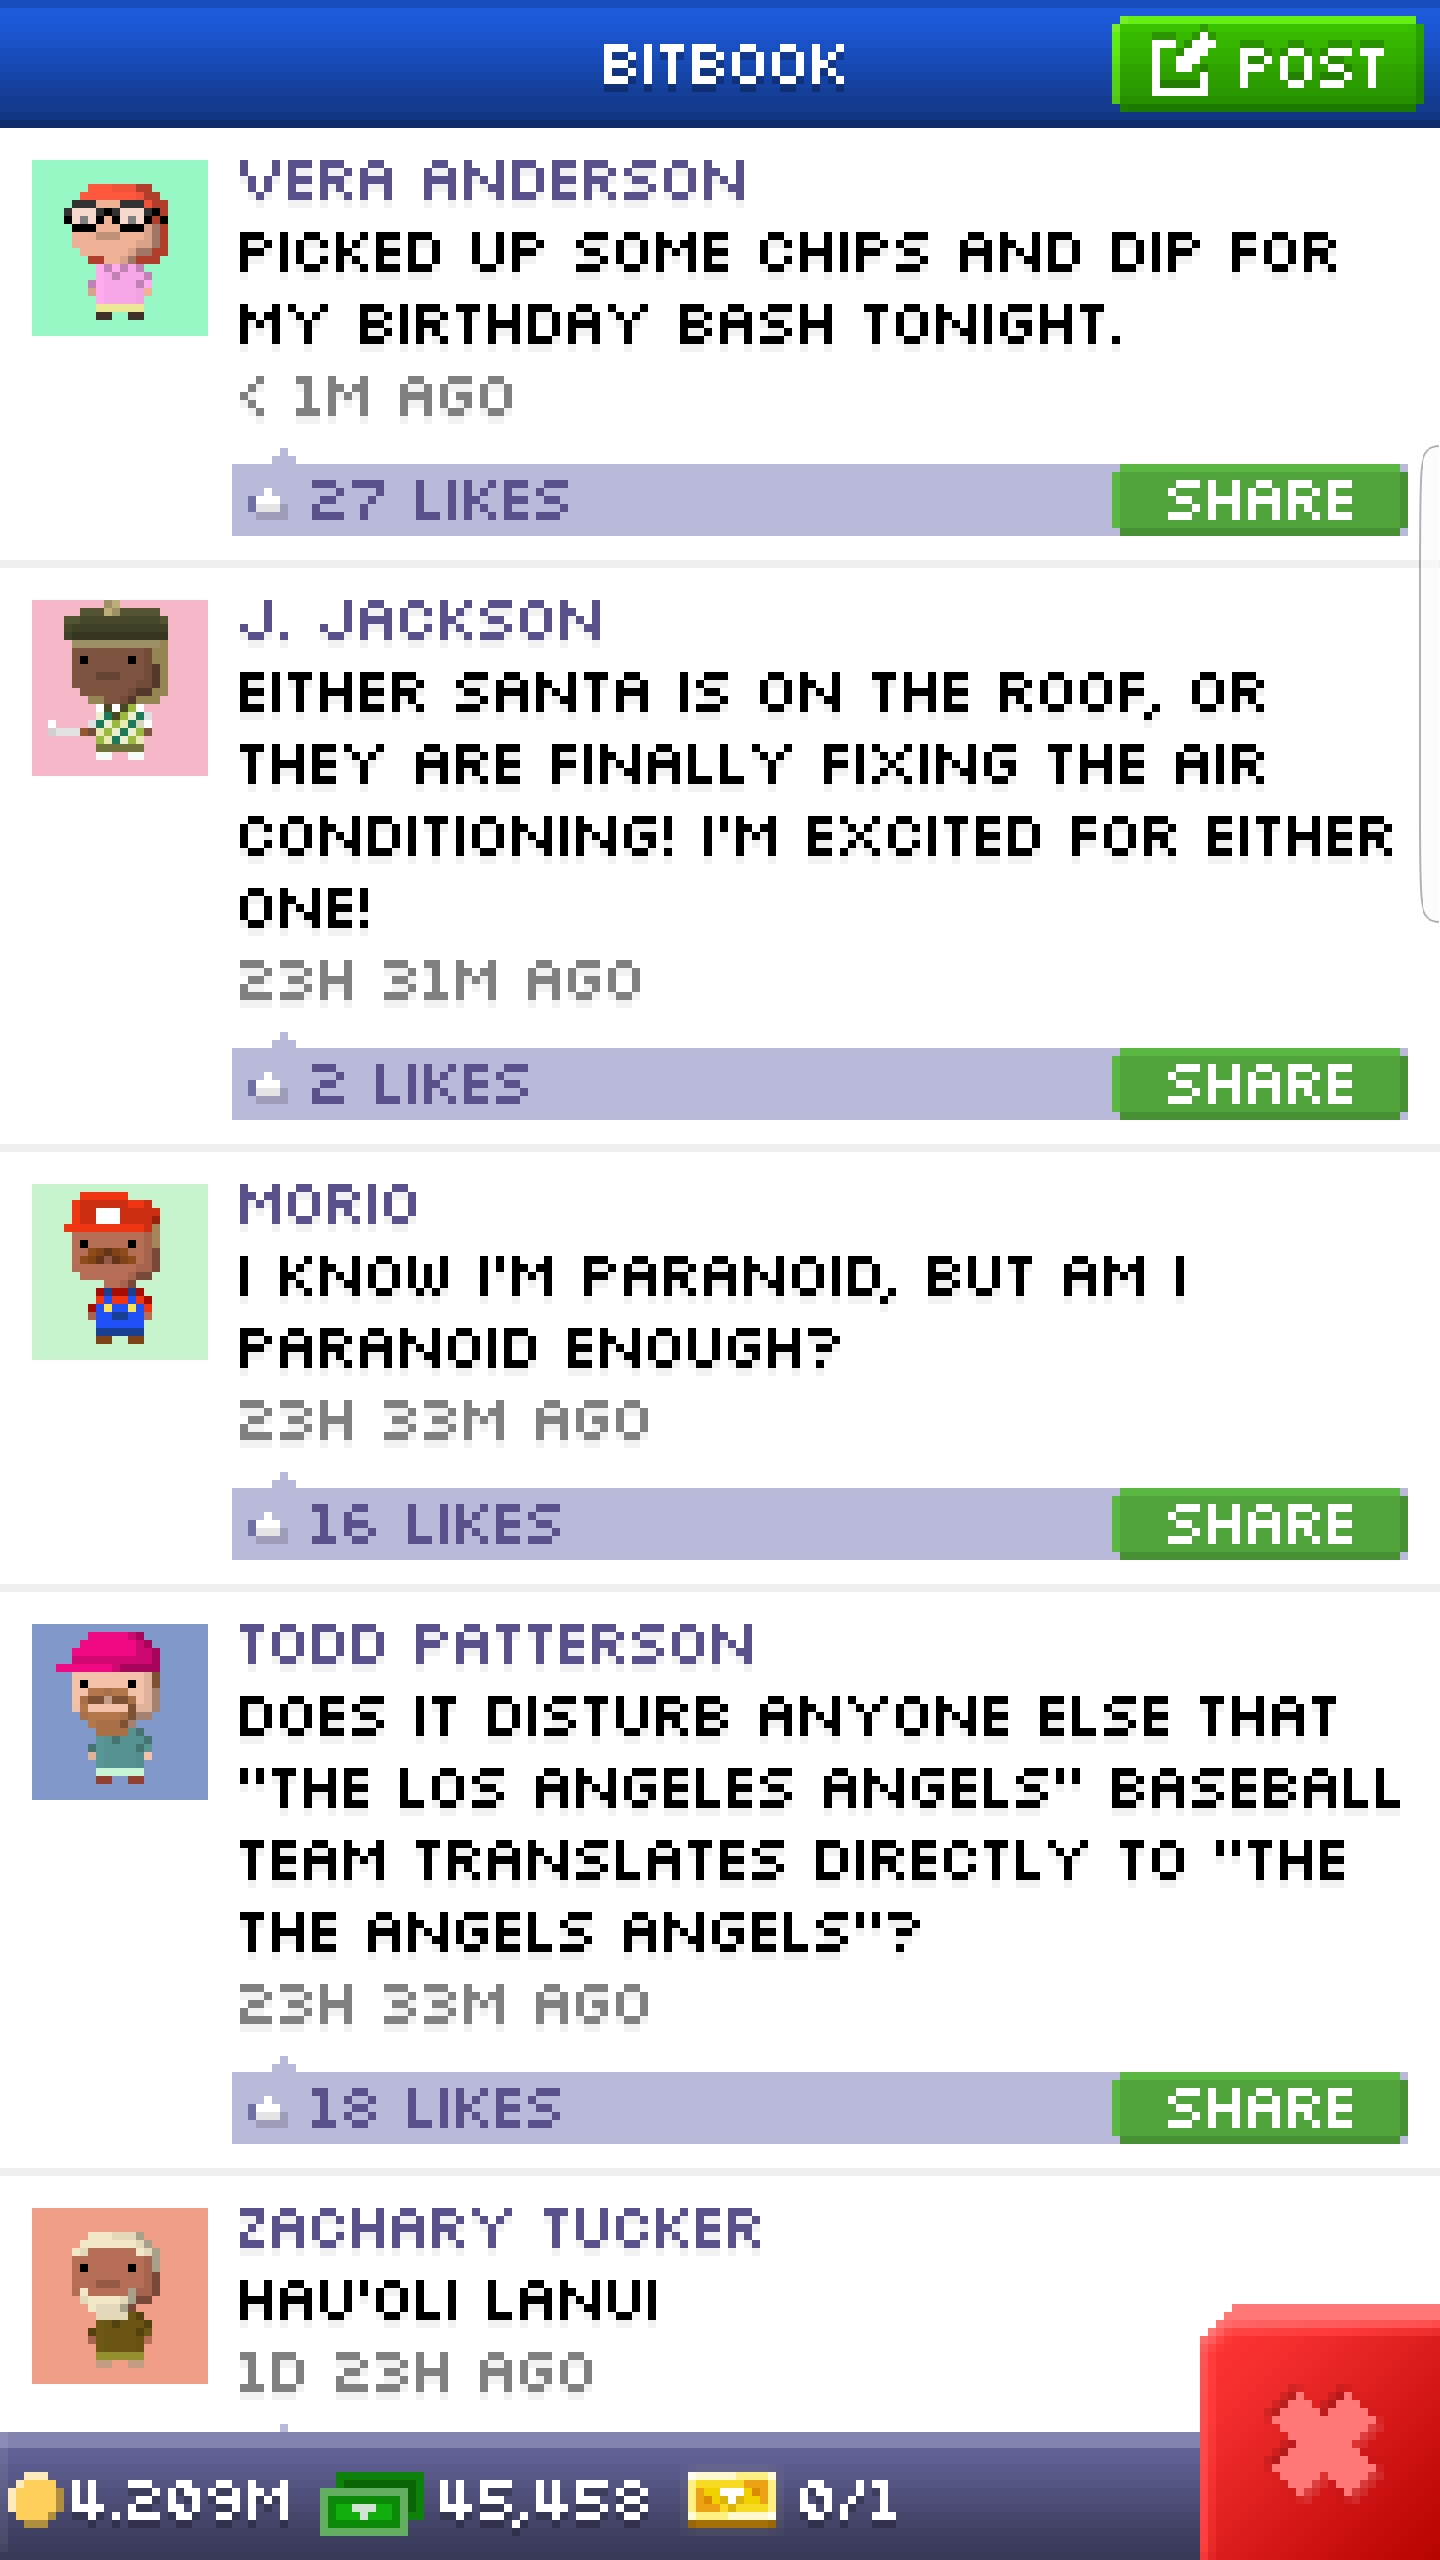 BITBOOK
POST
VERA ANDERSON
PICKED UP SOME CHIPS AND DIP FOR
MY BIRTHDAY BASH TONIGHT.
< 1M AGO
27 LIKES
SHARE
J. JACKSON
EITHER SANTA IS ON THE ROOF, OR
THEY ARE FINALLY FIXING THE AIR
CONDITIONING! I'M EXCITED FOR EITHER
ONE!
23H 31M AGO
2 LIKES
SHARE
MORIO
I KNOW I'M PARANOID, BUT AM I
PARANOID ENOUGH?
23H 33M AGO
16 LIKES
SHARE
TODD PATTERSON
DOES IT DISTURB ANYONE ELSE THAT
"THE LOS ANGELES ANGELS" BASEBALL
TEAM TRANSLATES DIRECTLY TO "THE
THE ANGELS ANGELS"?
23H 33M AGO
18 LIKES
SHARE
ZACHARY TUCKER
HAU'OLI LANUI
1D 23H AGO
4.209M
45,458
0/1